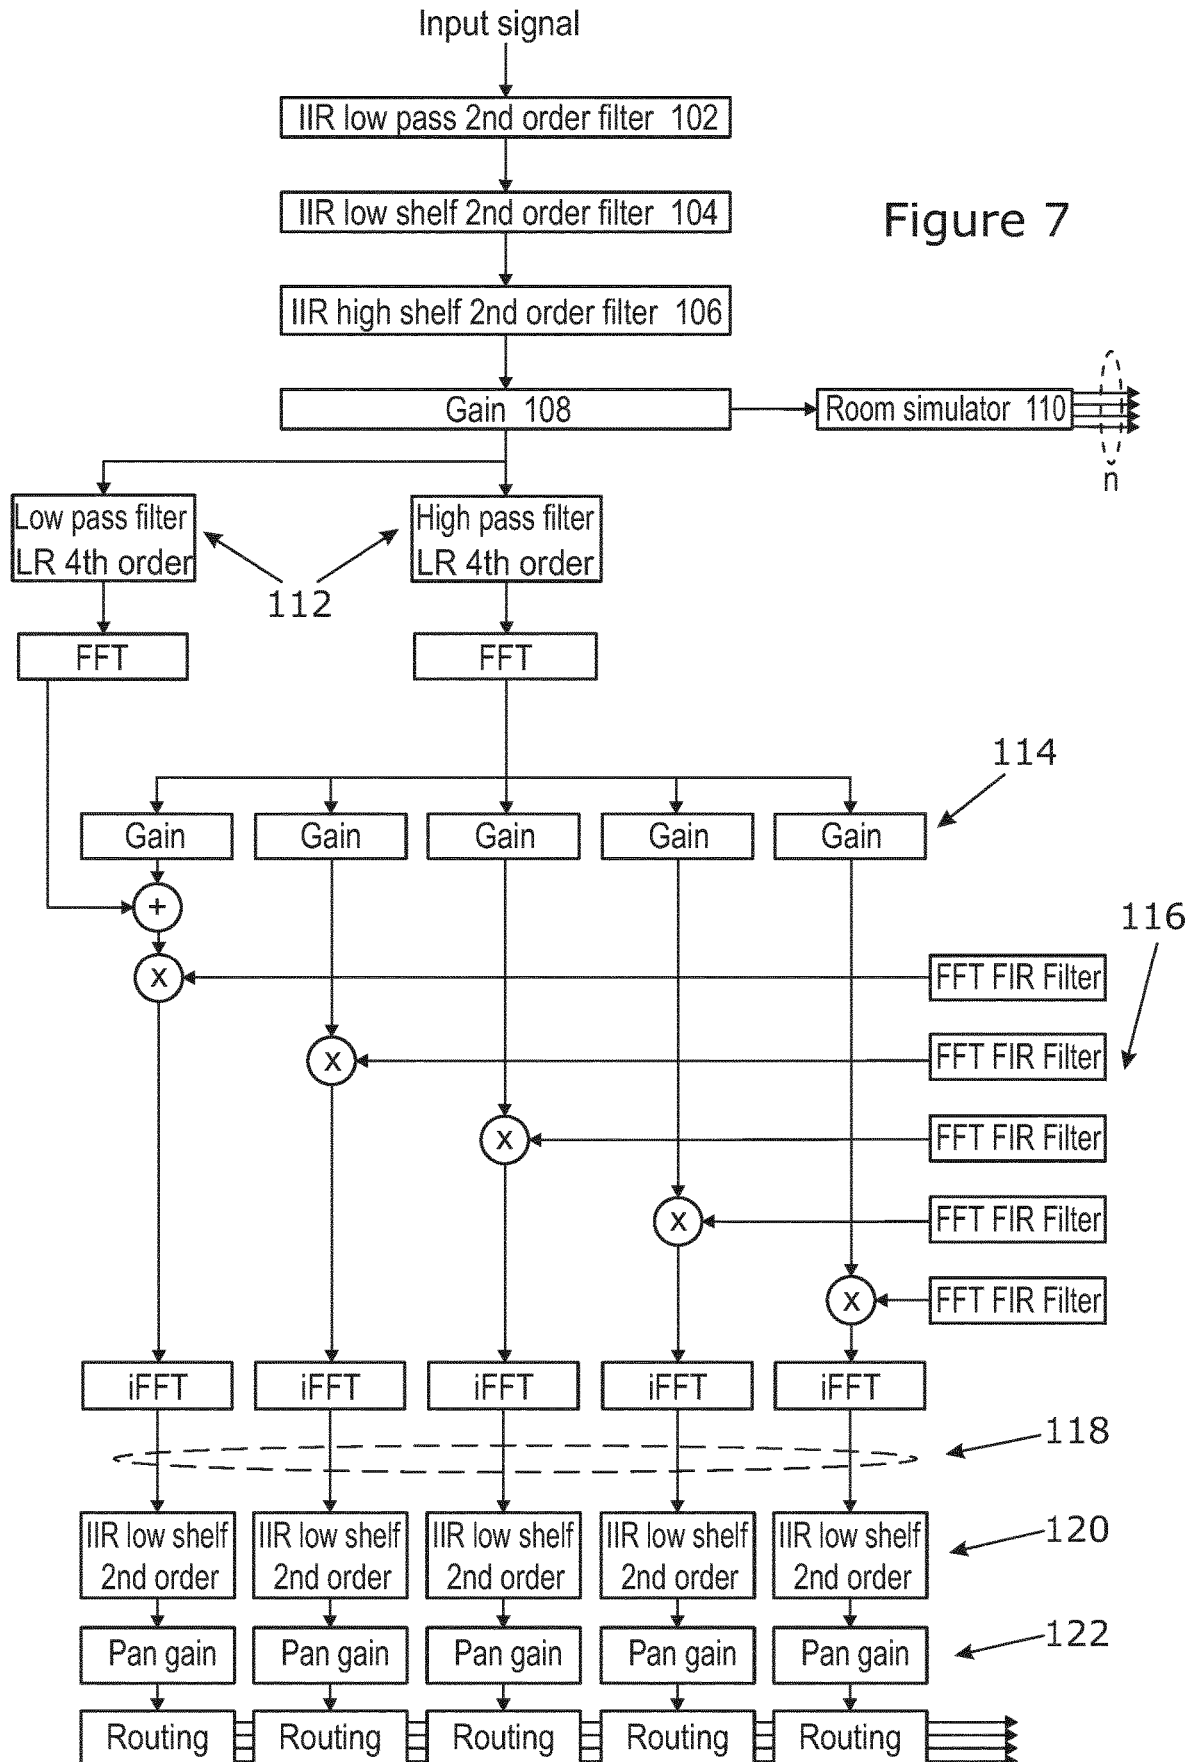 Input signal
IIR low pass 2nd order filter 102
IIR low shelf 2nd order filter 104
Figure 7
IIR high shelf 2nd order filter 106
Gain 108
Room simulator 110
n
Low pass filter
LR 4th order
High pass filter
LR 4th order
112
FFT
FFT
114
Gain
Gain
Gain
Gain
Gain
+
116
x
FFT FIR Filter
x
FFT FIR Filter
x
FFT FIR Filter
x
FFT FIR Filter
x
FFT FIR Filter
iFFT
iFFT
iFFT
iFFT
iFFT
118
IIR low shelf
2nd order
IIR low shelf
2nd order
IIR low shelf
2nd order
IIR low shelf
2nd order
IIR low shelf
2nd order
120
Pan gain
Pan gain
Pan gain
Pan gain
Pan gain
122
Routing
Routing
Routing
Routing
Routing